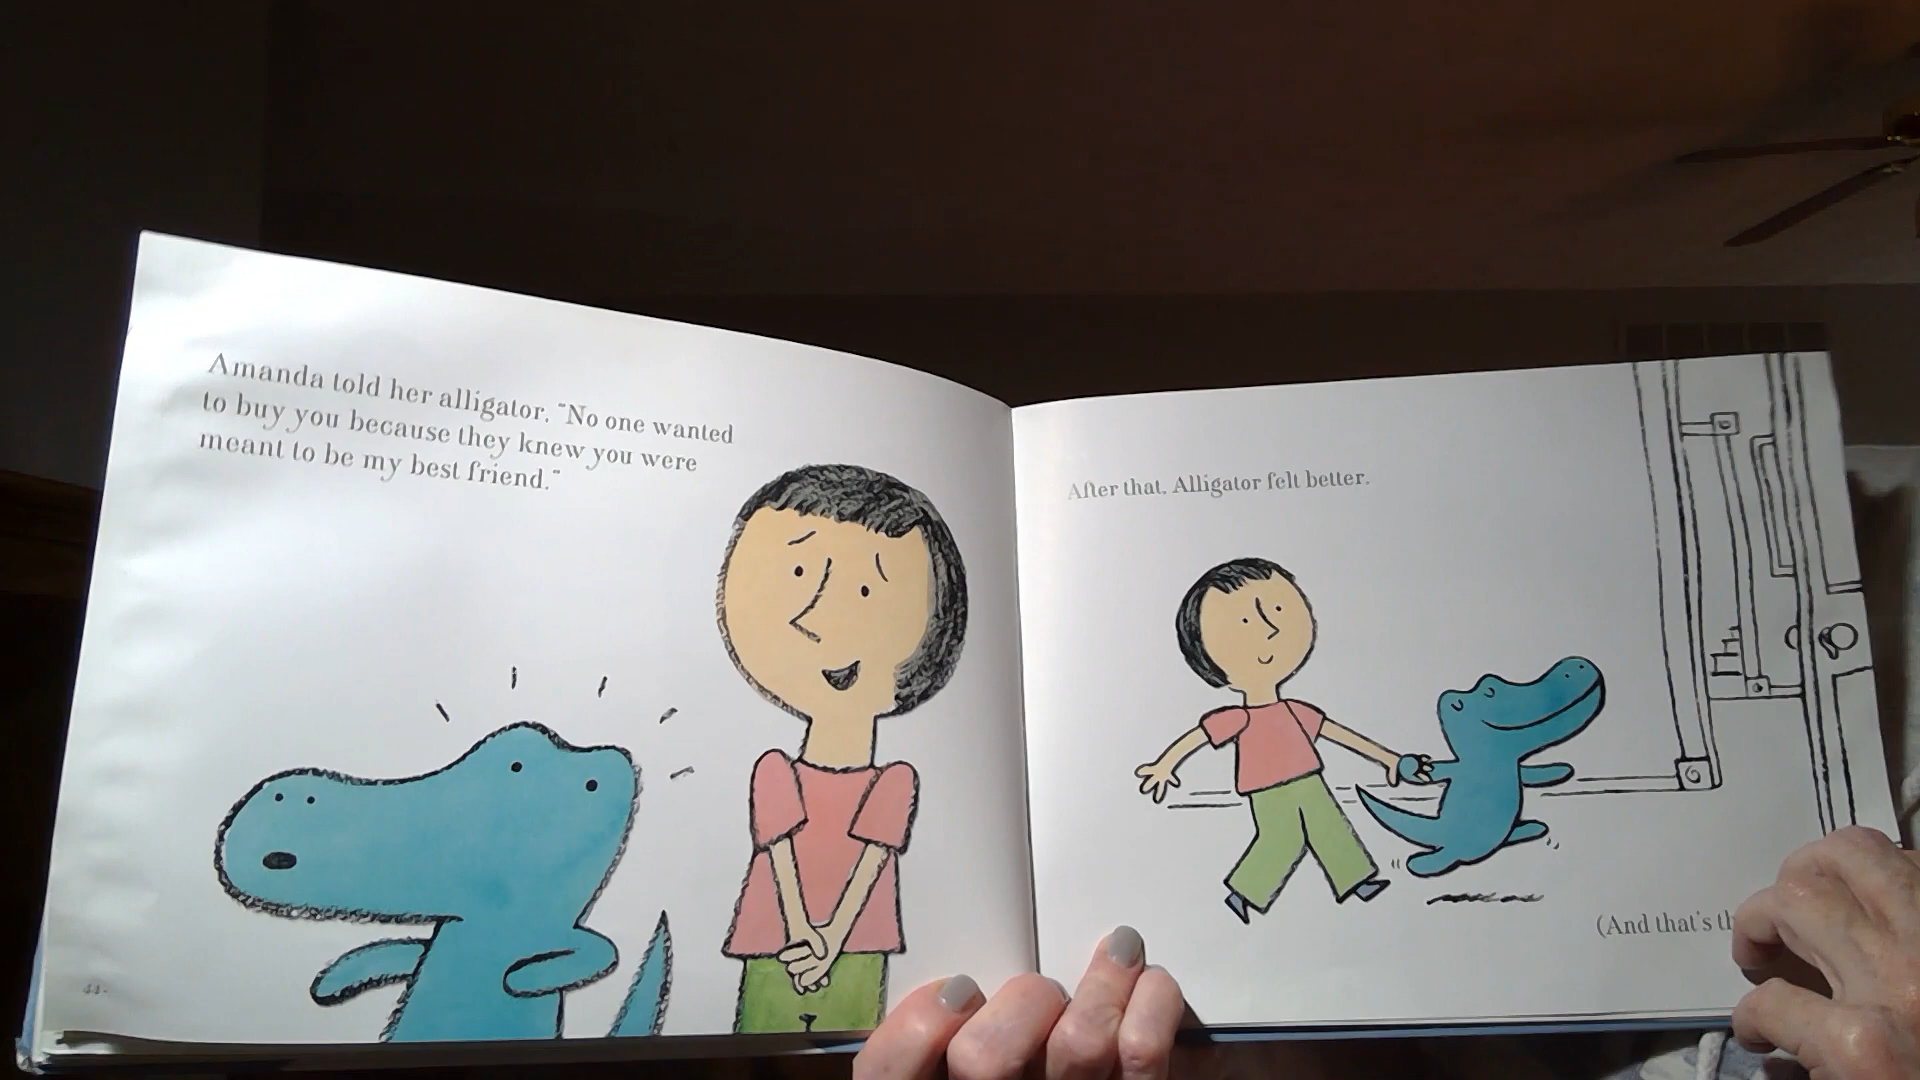 Amanda told her alligator, "No one wanted
to buy you because they knew you were
meant to be my best friend."
44
After that, Alligator felt better.
(And that's